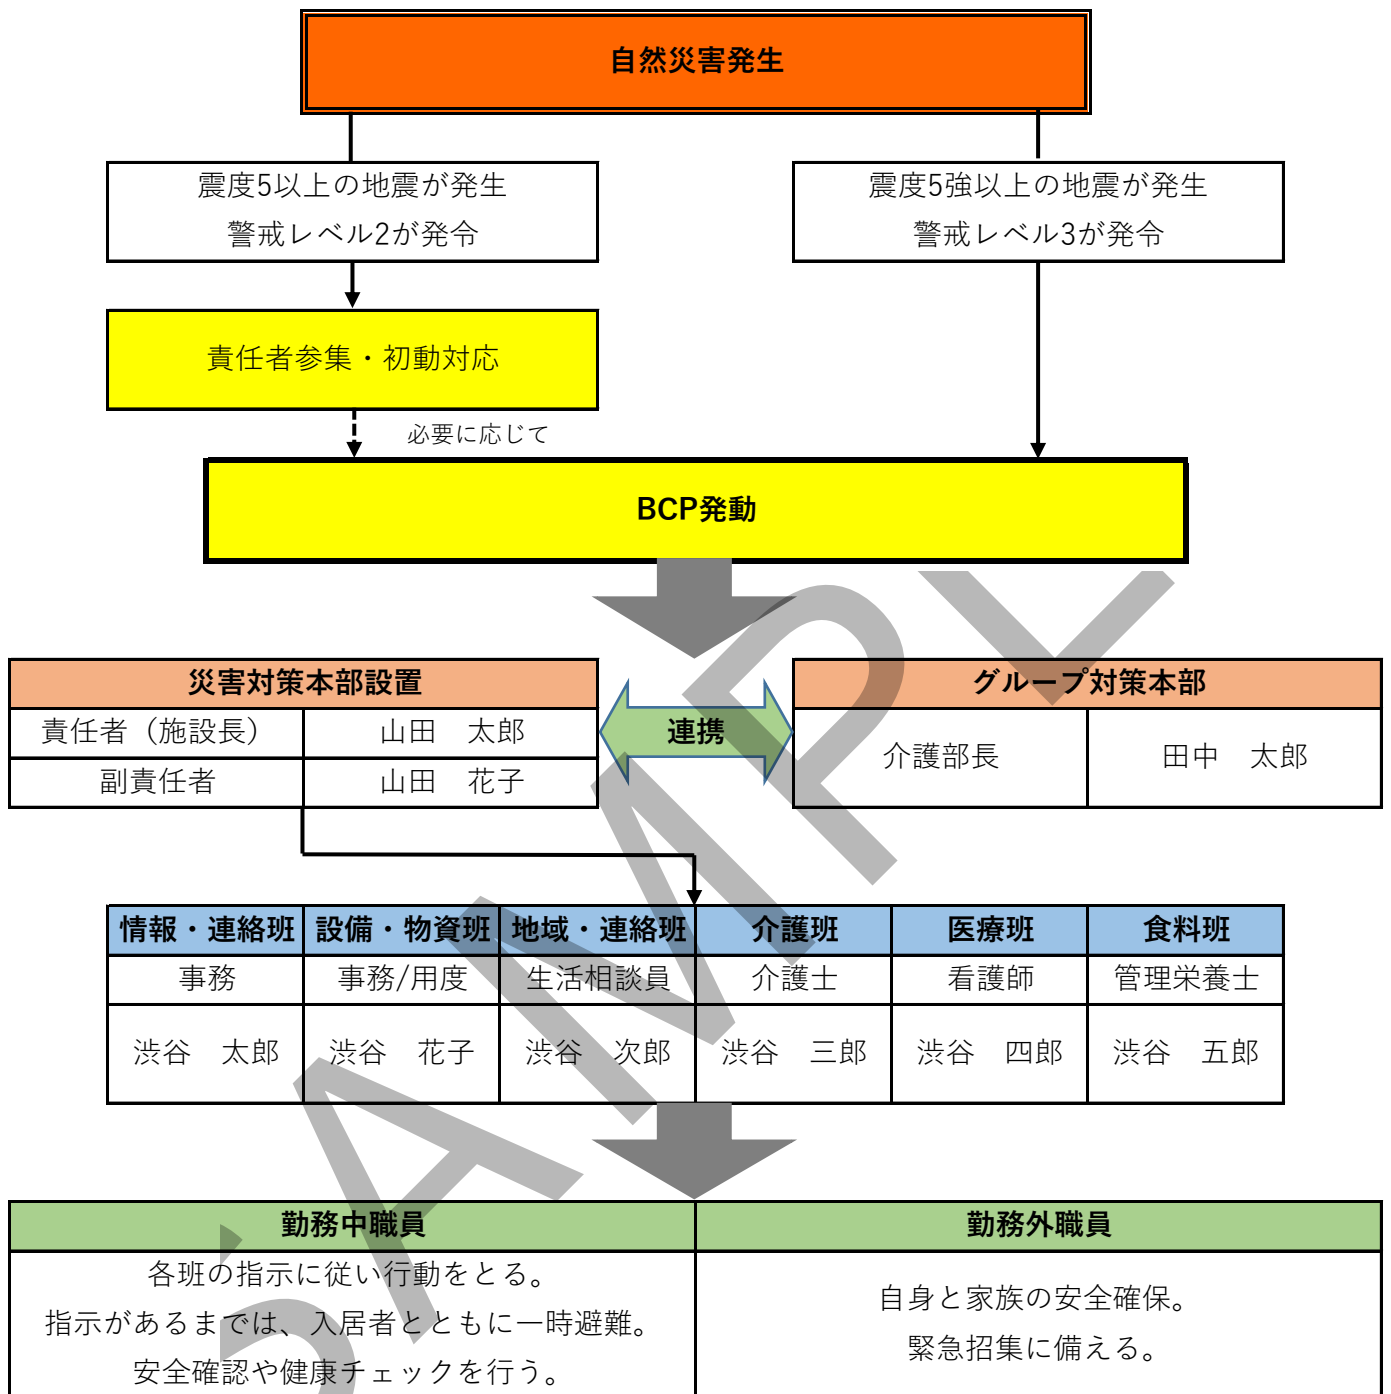 自然災害発生
震度5以上の地震が発生
警戒レベル2が発令
震度5強以上の地震が発生
警戒レベル3が発令
責任者参集・初動対応
必要に応じて
BCP発動
災害対策本部設置
責任者（施設長） 山田　太郎
副責任者 山田　花子
連携
グループ対策本部
介護部長 田中　太郎
情報・連絡班 設備・物資班 地域・連絡班 介護班 医療班 食料班
事務 事務/用度 生活相談員 介護士 看護師 管理栄養士
渋谷　太郎 渋谷　花子 渋谷　次郎 渋谷　三郎 渋谷　四郎 渋谷　五郎
勤務中職員
各班の指示に従い行動をとる。
指示があるまでは、入居者とともに一時避難。
安全確認や健康チェックを行う。
勤務外職員
自身と家族の安全確保。
緊急招集に備える。
SAMPLE